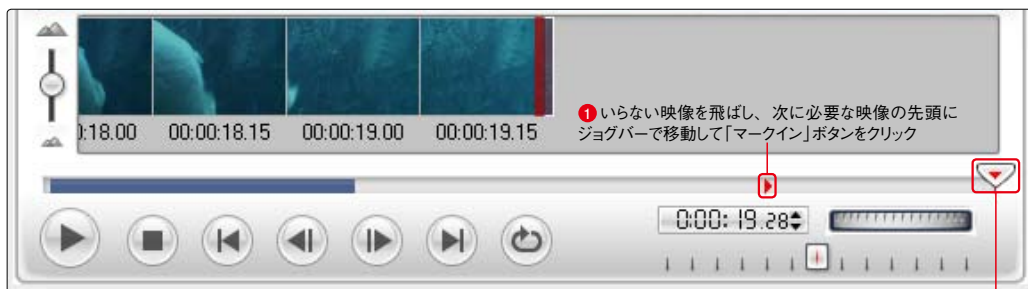 ❶いらない映像を飛ばし、次に必要な映像の先頭に
ジョグバーで移動して「マークイン」ボタンをクリック
):18.00 00:00:18.15 00:00:19.00 00:00:19.15
0:00:19.28